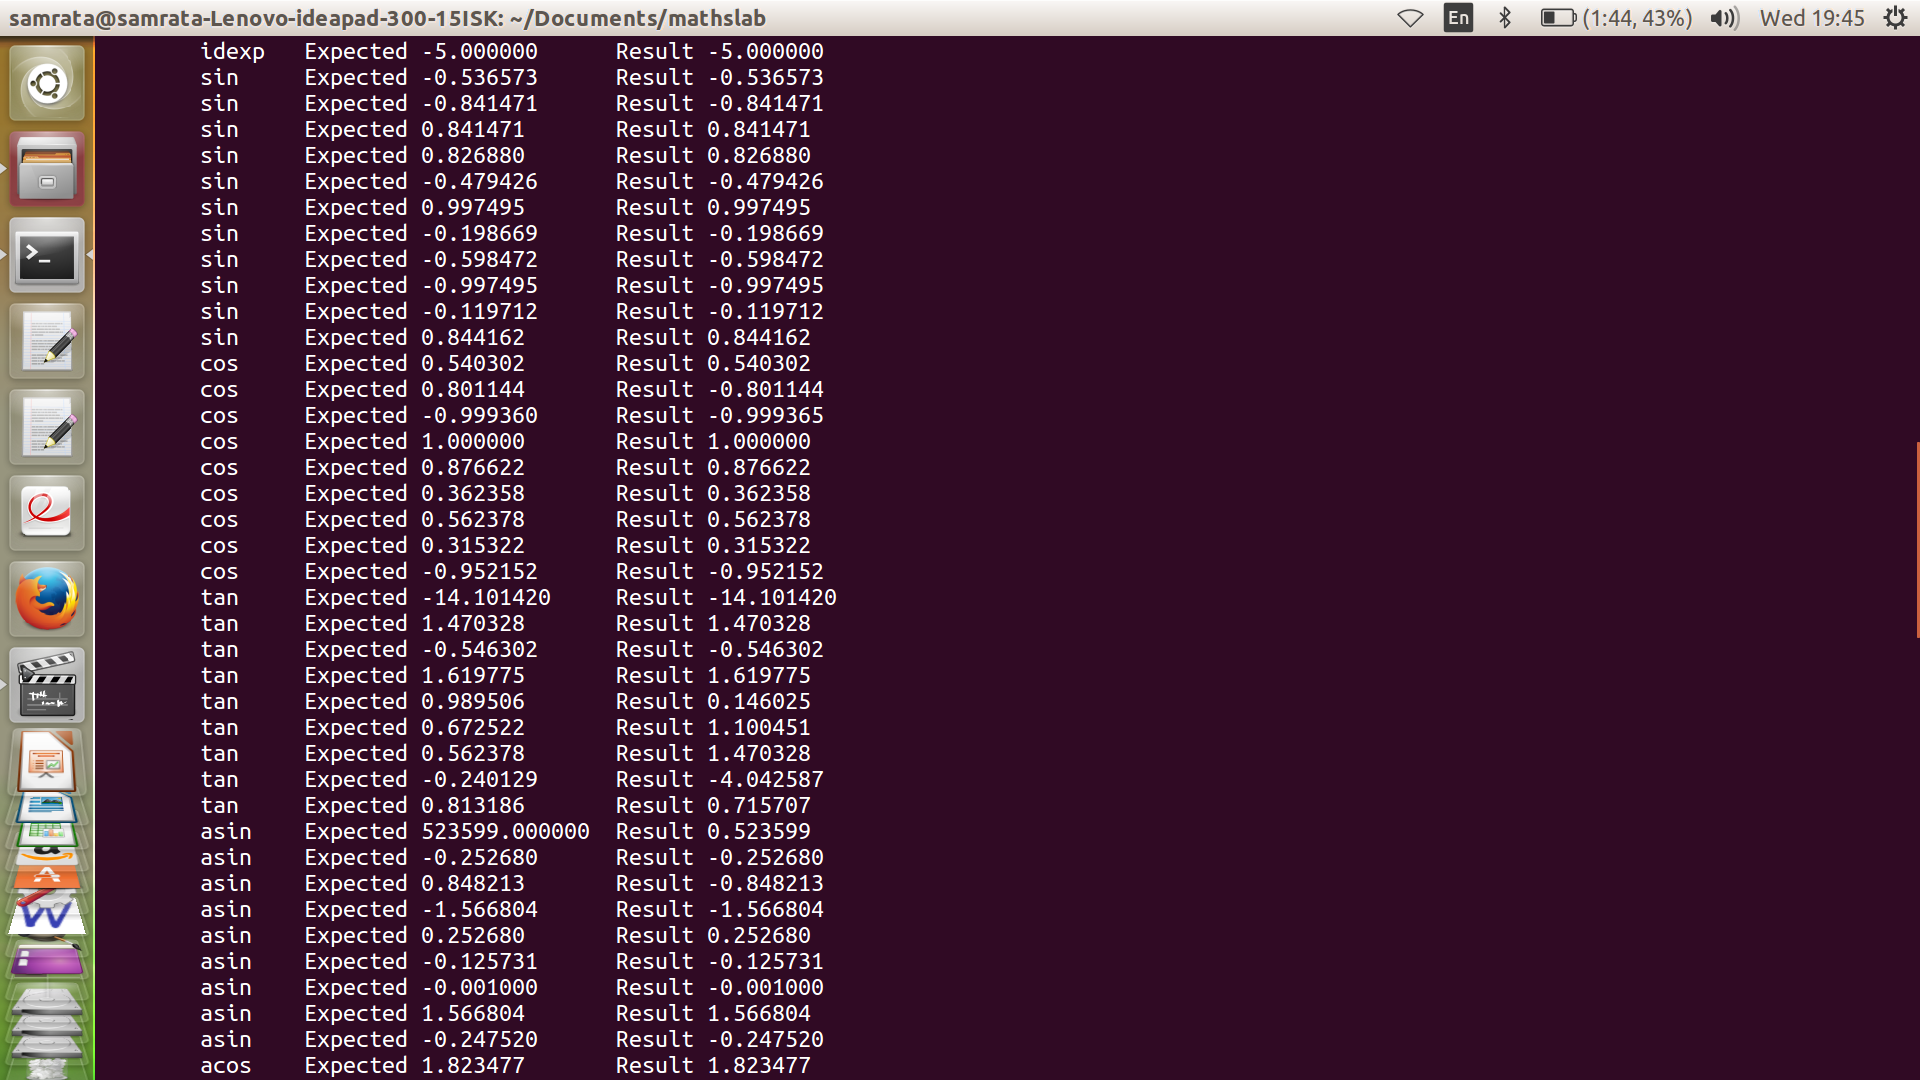 samrata@samrata-Lenovo-ideapad-300-15ISK: ~/Documents/mathslab En (1:44, 43%) Wed 19:45
idexp Expected -5.000000 Result -5.000000
sin Expected -0.536573 Result -0.536573
sin Expected -0.841471 Result -0.841471
sin Expected 0.841471 Result 0.841471
sin Expected 0.826880 Result 0.826880
sin Expected -0.479426 Result -0.479426
sin Expected 0.997495 Result 0.997495
sin Expected -0.198669 Result -0.198669
sin Expected -0.598472 Result -0.598472
sin Expected -0.997495 Result -0.997495
sin Expected -0.119712 Result -0.119712
sin Expected 0.844162 Result 0.844162
cos Expected 0.540302 Result 0.540302
cos Expected 0.801144 Result -0.801144
cos Expected -0.999360 Result -0.999365
cos Expected 1.000000 Result 1.000000
cos Expected 0.876622 Result 0.876622
cos Expected 0.362358 Result 0.362358
cos Expected 0.562378 Result 0.562378
cos Expected 0.315322 Result 0.315322
cos Expected -0.952152 Result -0.952152
tan Expected -14.101420 Result -14.101420
tan Expected 1.470328 Result 1.470328
tan Expected -0.546302 Result -0.546302
tan Expected 1.619775 Result 1.619775
tan Expected 0.989506 Result 0.146025
tan Expected 0.672522 Result 1.100451
tan Expected 0.562378 Result 1.470328
tan Expected -0.240129 Result -4.042587
tan Expected 0.813186 Result 0.715707
asin Expected 523599.000000 Result 0.523599
asin Expected -0.252680 Result -0.252680
asin Expected 0.848213 Result -0.848213
asin Expected -1.566804 Result -1.566804
asin Expected 0.252680 Result 0.252680
asin Expected -0.125731 Result -0.125731
asin Expected -0.001000 Result -0.001000
asin Expected 1.566804 Result 1.566804
asin Expected -0.247520 Result -0.247520
acos Expected 1.823477 Result 1.823477